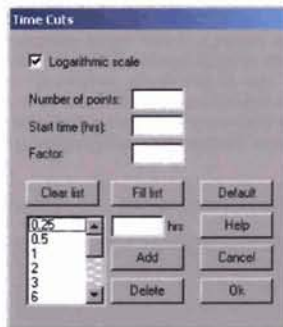 Time Cuts
Logarithmic scale
Number of points:
Start time (hrs):
Factor:
Clear list Fill list Default
0.25 hrs Help
0.5
1 Add Cancel
2
3 Delete Ok
6